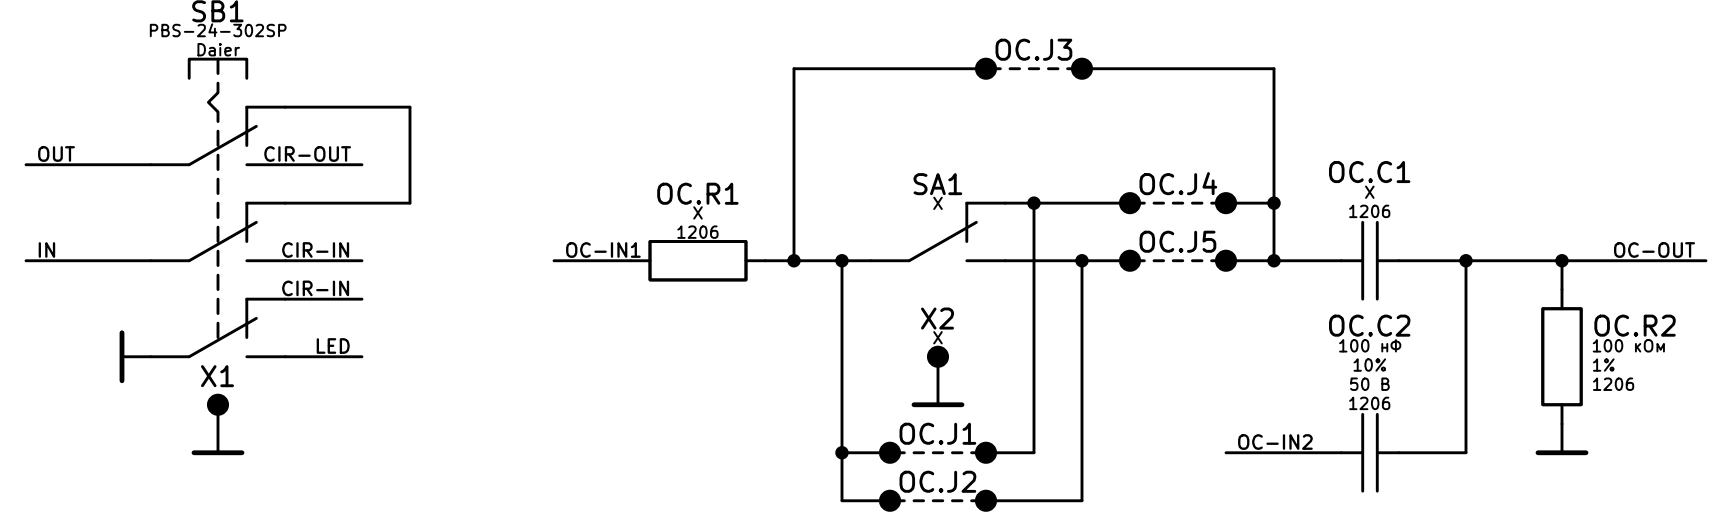 SB1
PBS-24-302SP
Daier
OUT
CIR-OUT
IN
CIR-IN
CIR-IN
LED
X1
OC.J3
OC.R1
X
1206
OC-IN1
SA1
X
OC.J4
OC.J5
X2
X
OC.J1
OC.J2
OC.C1
X
1206
OC-OUT
OC.C2
100 нФ
10%
50 В
1206
OC-IN2
OC.R2
100 кОм
1%
1206